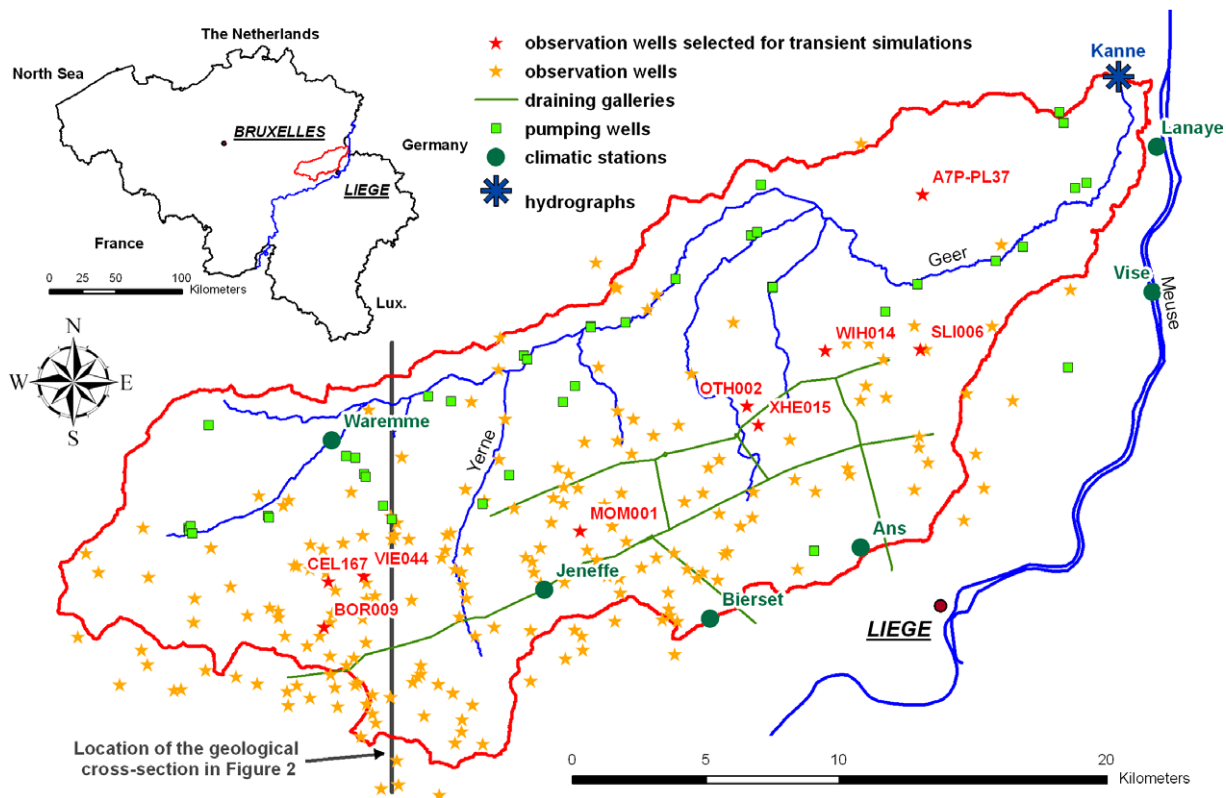 The Netherlands
North Sea
BRUXELLES
Germany
LIEGE
France
Lux.
0 25 50 100
Kilometers
N
W E
S
observation wells selected for transient simulations
observation wells
draining galleries
pumping wells
climatic stations
hydrographs
Kanne
Lanaye
A7P-PL37
Geer
Vise
Meuse
WIH014
SLI006
OTH002
XHE015
Waremme
Yerne
MOM001
Ans
CEL167
VIE044
Jeneffe
BOR009
Bierset
LIEGE
Location of the geological
cross-section in Figure 2
0 5 10 20
Kilometers